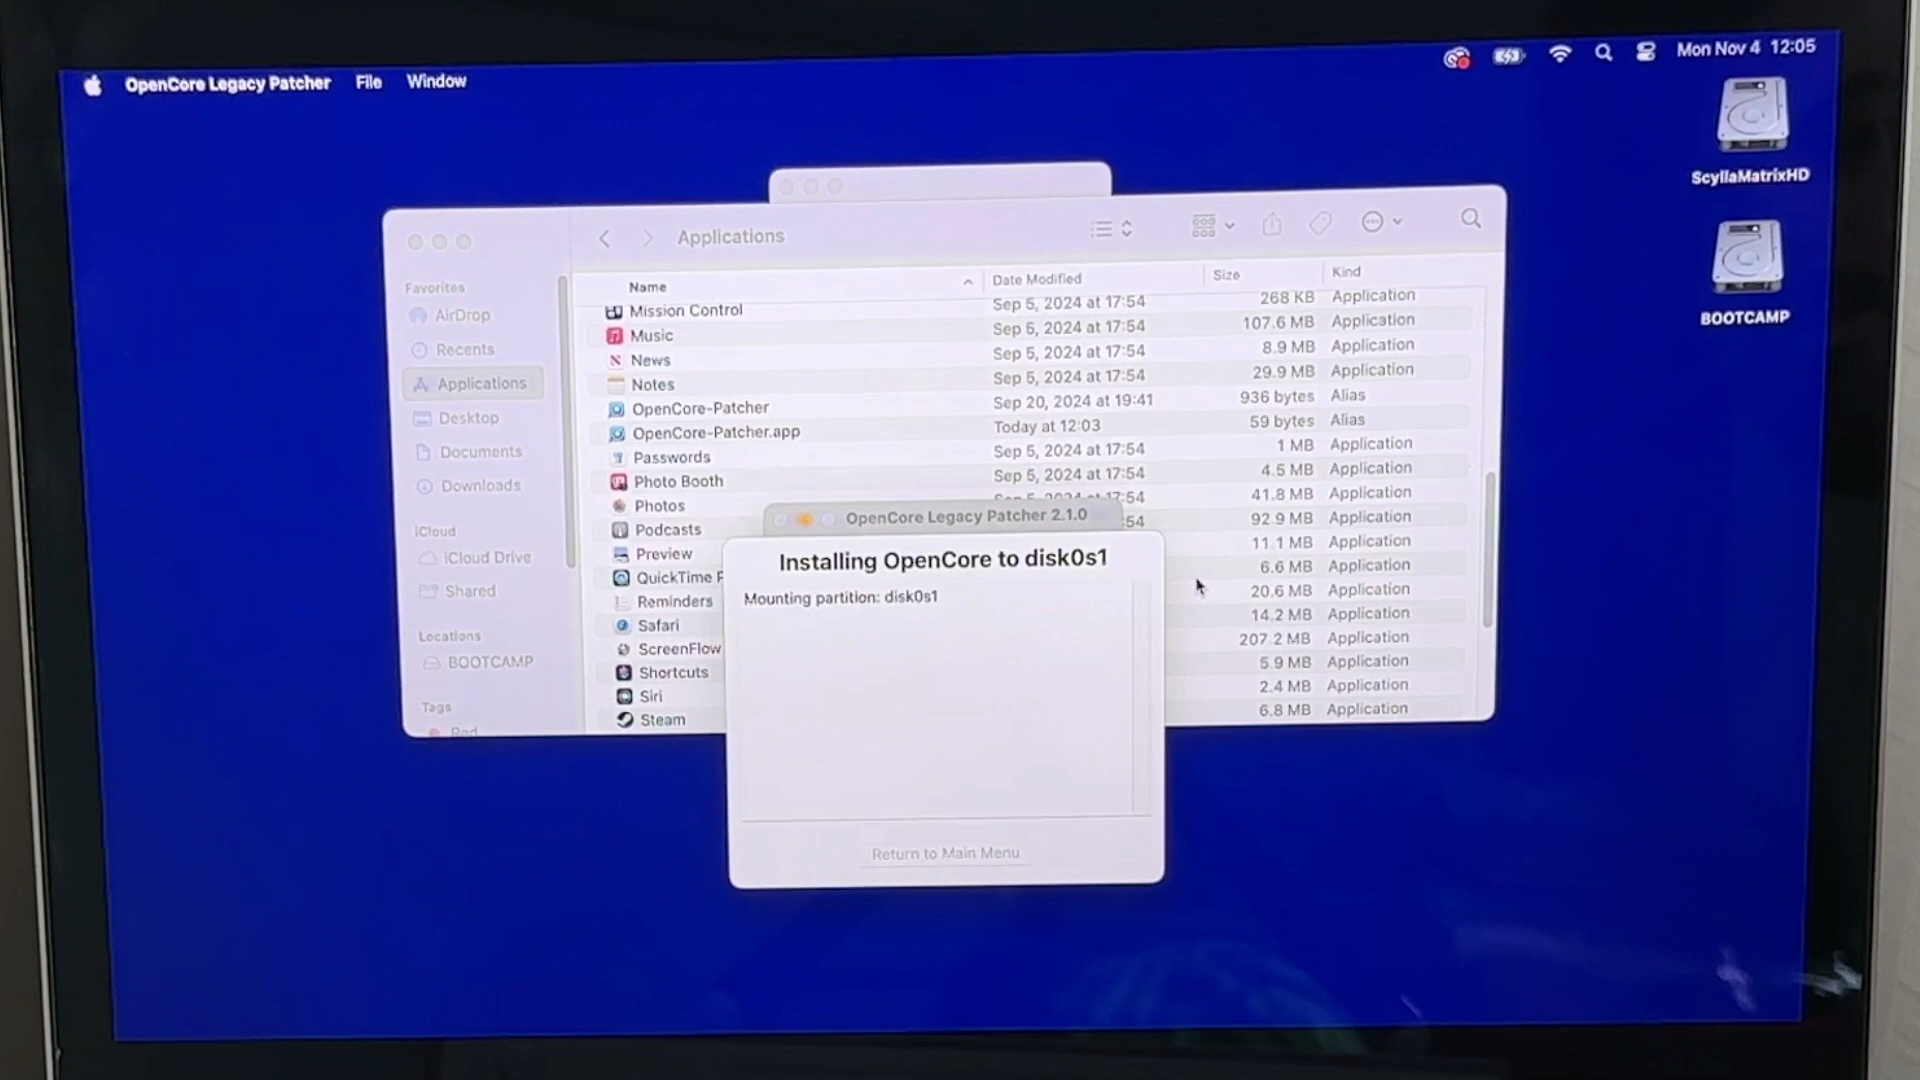 OpenCore Legacy Patcher File Window
Mon Nov 4 12:05
ScyllaMatrixHD
BOOTCAMP
Applications
Favorites
AirDrop
Recents
Applications
Desktop
Documents
Downloads
iCloud
iCloud Drive
Shared
Locations
BOOTCAMP
Tags
Red
Name Date Modified Size Kind
Mission Control Sep 5, 2024 at 17:54 268 KB Application
Music Sep 5, 2024 at 17:54 107.6 MB Application
News Sep 5, 2024 at 17:54 8.9 MB Application
Notes Sep 5, 2024 at 17:54 29.9 MB Application
OpenCore-Patcher Sep 20, 2024 at 19:41 936 bytes Alias
OpenCore-Patcher.app Today at 12:03 59 bytes Alias
Passwords Sep 5, 2024 at 17:54 1 MB Application
Photo Booth Sep 5, 2024 at 17:54 4.5 MB Application
Photos Sep 5, 2024 at 17:54 41.8 MB Application
Podcasts :54 92.9 MB Application
Preview 11.1 MB Application
QuickTime P 6.6 MB Application
Reminders 20.6 MB Application
Safari 14.2 MB Application
ScreenFlow 207.2 MB Application
Shortcuts 5.9 MB Application
Siri 2.4 MB Application
Steam 6.8 MB Application
OpenCore Legacy Patcher 2.1.0
Installing OpenCore to disk0s1
Mounting partition: disk0s1
Return to Main Menu